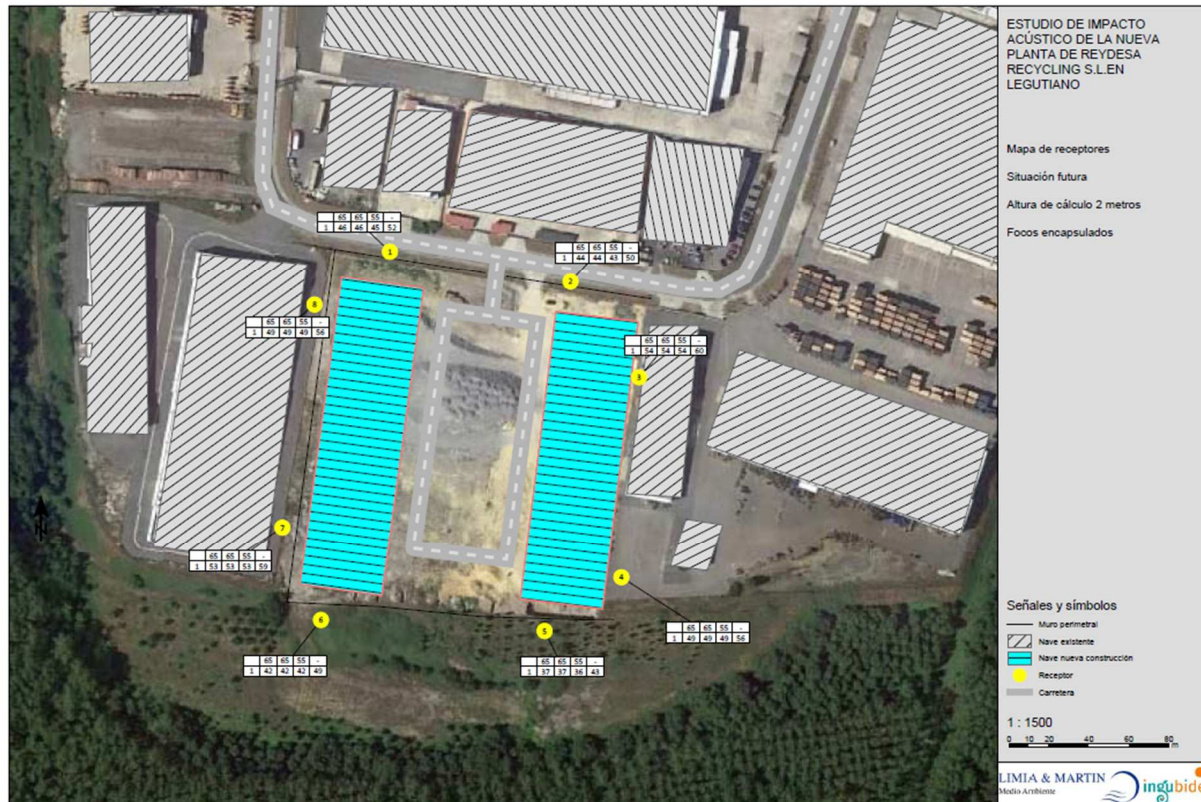 ESTUDIO DE IMPACTO
ACÚSTICO DE LA NUEVA
PLANTA DE REYDESA
RECYCLING S.L.EN
LEGUTIANO
Mapa de receptores
Situación futura
Altura de cálculo 2 metros
Focos encapsulados
65 65 55 -
1 46 46 45 52
1
65 65 55 -
1 44 44 43 50
2
8
65 65 55 -
1 49 49 49 56
65 65 55 -
1 54 54 54 60
3
7
65 65 55 -
1 53 53 53 59
4
65 65 55 -
1 49 49 49 56
6
65 65 55 -
1 42 42 42 49
5
65 65 55 -
1 37 37 36 43
Señales y símbolos
Muro perimetral
Nave existente
Nave nueva construcción
Receptor
Carretera
1 : 1500
0 10 20 40 60 80
m
LIMIA & MARTIN
Medio Ambiente
ingubide